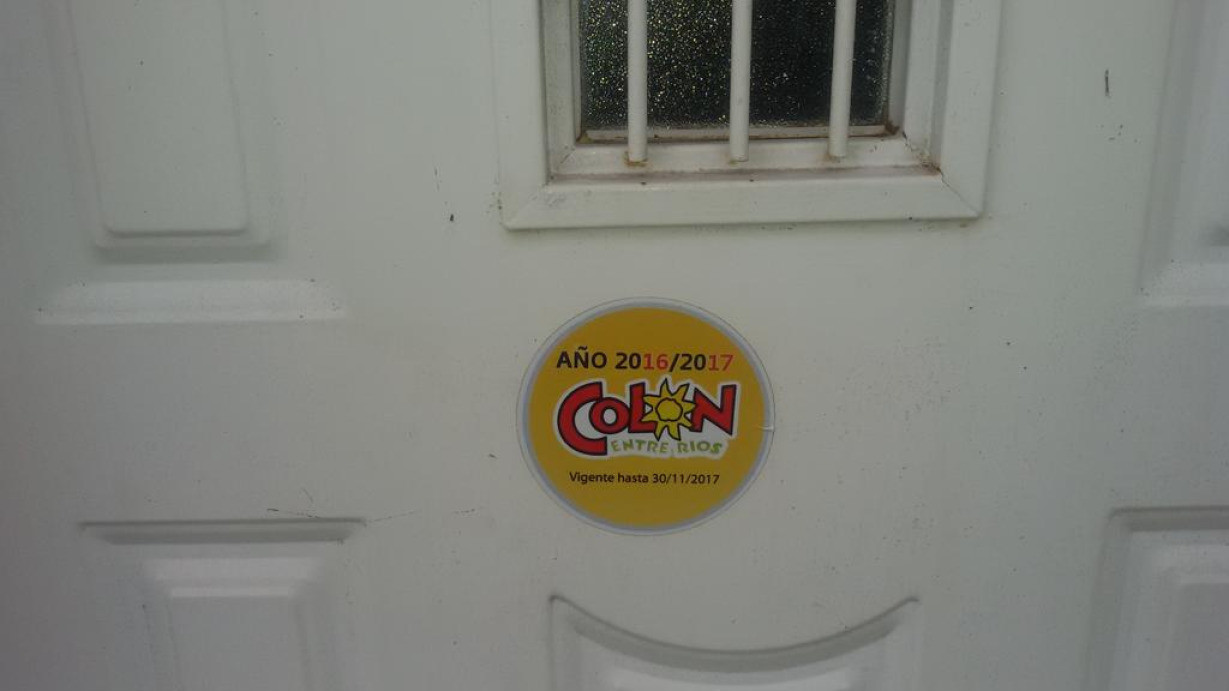 AÑO 2016/2017
COLON
ENTRE RIOS
Vigente hasta 30/11/2017